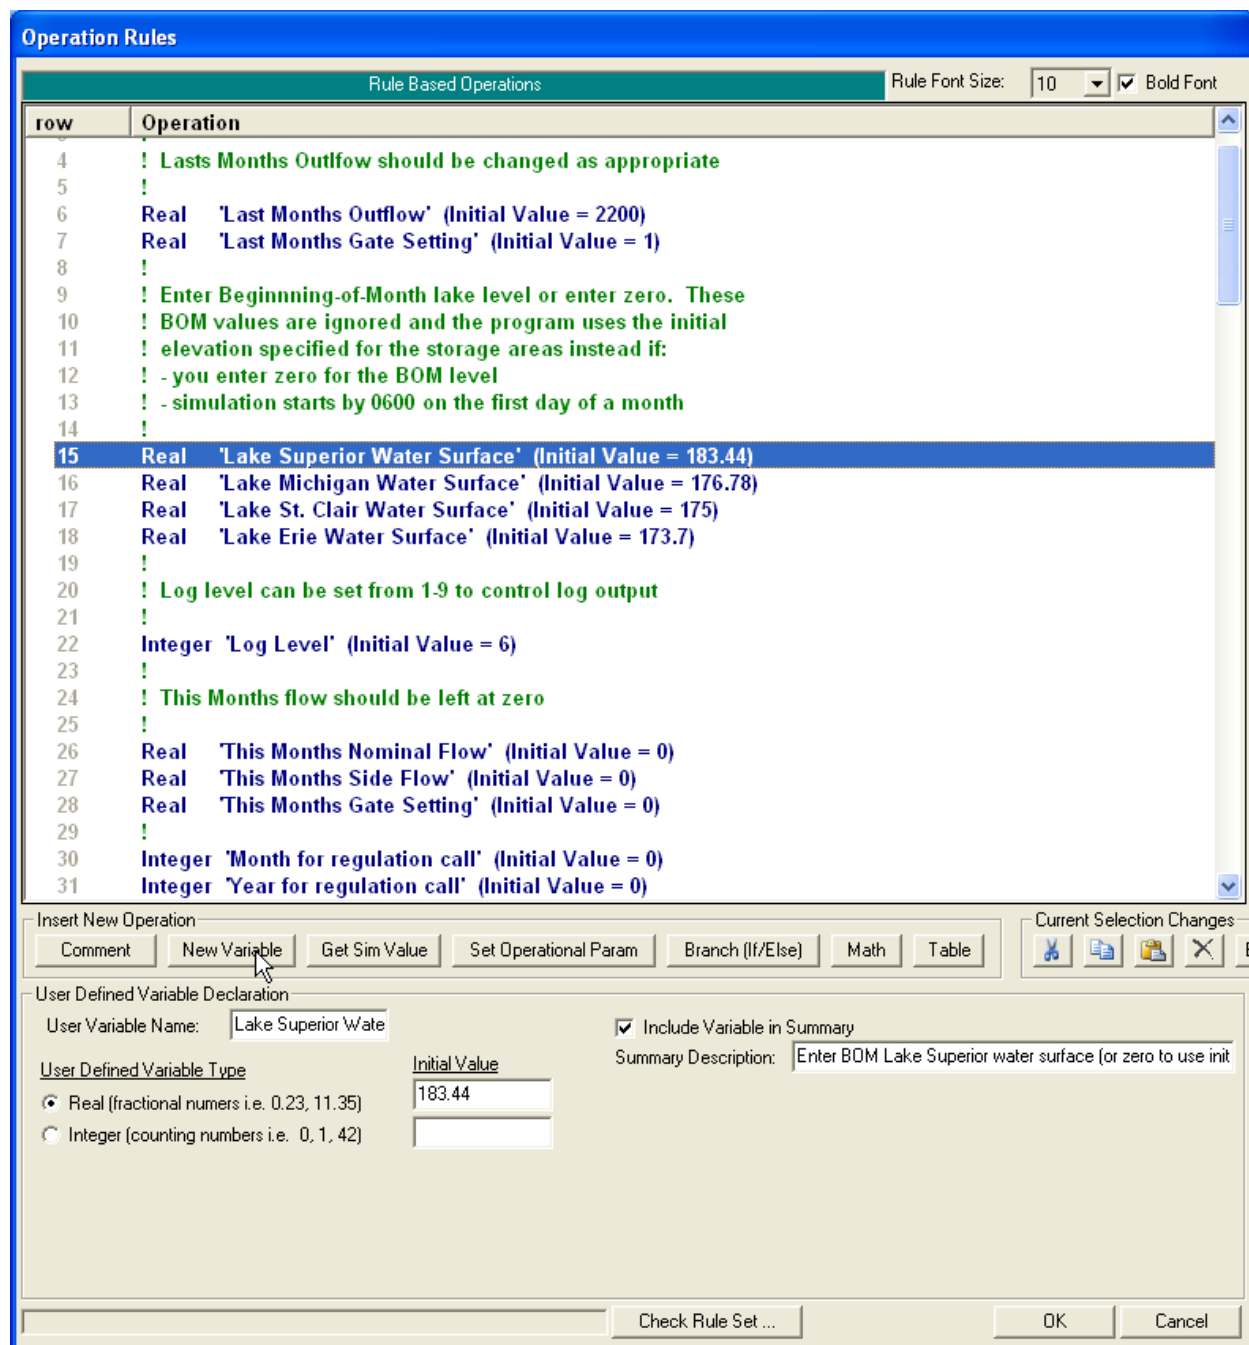 Operation Rules
Rule Based Operations Rule Font Size: 10 Bold Font
row Operation
4 ! Lasts Months Outlfow should be changed as appropriate
5 !
6 Real 'Last Months Outflow' (Initial Value = 2200)
7 Real 'Last Months Gate Setting' (Initial Value = 1)
8 !
9 ! Enter Beginnning-of-Month lake level or enter zero. These
10 ! BOM values are ignored and the program uses the initial
11 ! elevation specified for the storage areas instead if:
12 ! - you enter zero for the BOM level
13 ! - simulation starts by 0600 on the first day of a month
14 !
15 Real 'Lake Superior Water Surface' (Initial Value = 183.44)
16 Real 'Lake Michigan Water Surface' (Initial Value = 176.78)
17 Real 'Lake St. Clair Water Surface' (Initial Value = 175)
18 Real 'Lake Erie Water Surface' (Initial Value = 173.7)
19 !
20 ! Log level can be set from 1-9 to control log output
21 !
22 Integer 'Log Level' (Initial Value = 6)
23 !
24 ! This Months flow should be left at zero
25 !
26 Real 'This Months Nominal Flow' (Initial Value = 0)
27 Real 'This Months Side Flow' (Initial Value = 0)
28 Real 'This Months Gate Setting' (Initial Value = 0)
29 !
30 Integer 'Month for regulation call' (Initial Value = 0)
31 Integer 'Year for regulation call' (Initial Value = 0)
Insert New Operation Current Selection Changes
Comment New Variable Get Sim Value Set Operational Param Branch (If/Else) Math Table
User Defined Variable Declaration
User Variable Name: Lake Superior Wate Include Variable in Summary
Summary Description: Enter BOM Lake Superior water surface (or zero to use init
User Defined Variable Type Initial Value
Real (fractional numers i.e. 0.23, 11.35) 183.44
Integer (counting numbers i.e. 0, 1, 42)
Check Rule Set ... OK Cancel